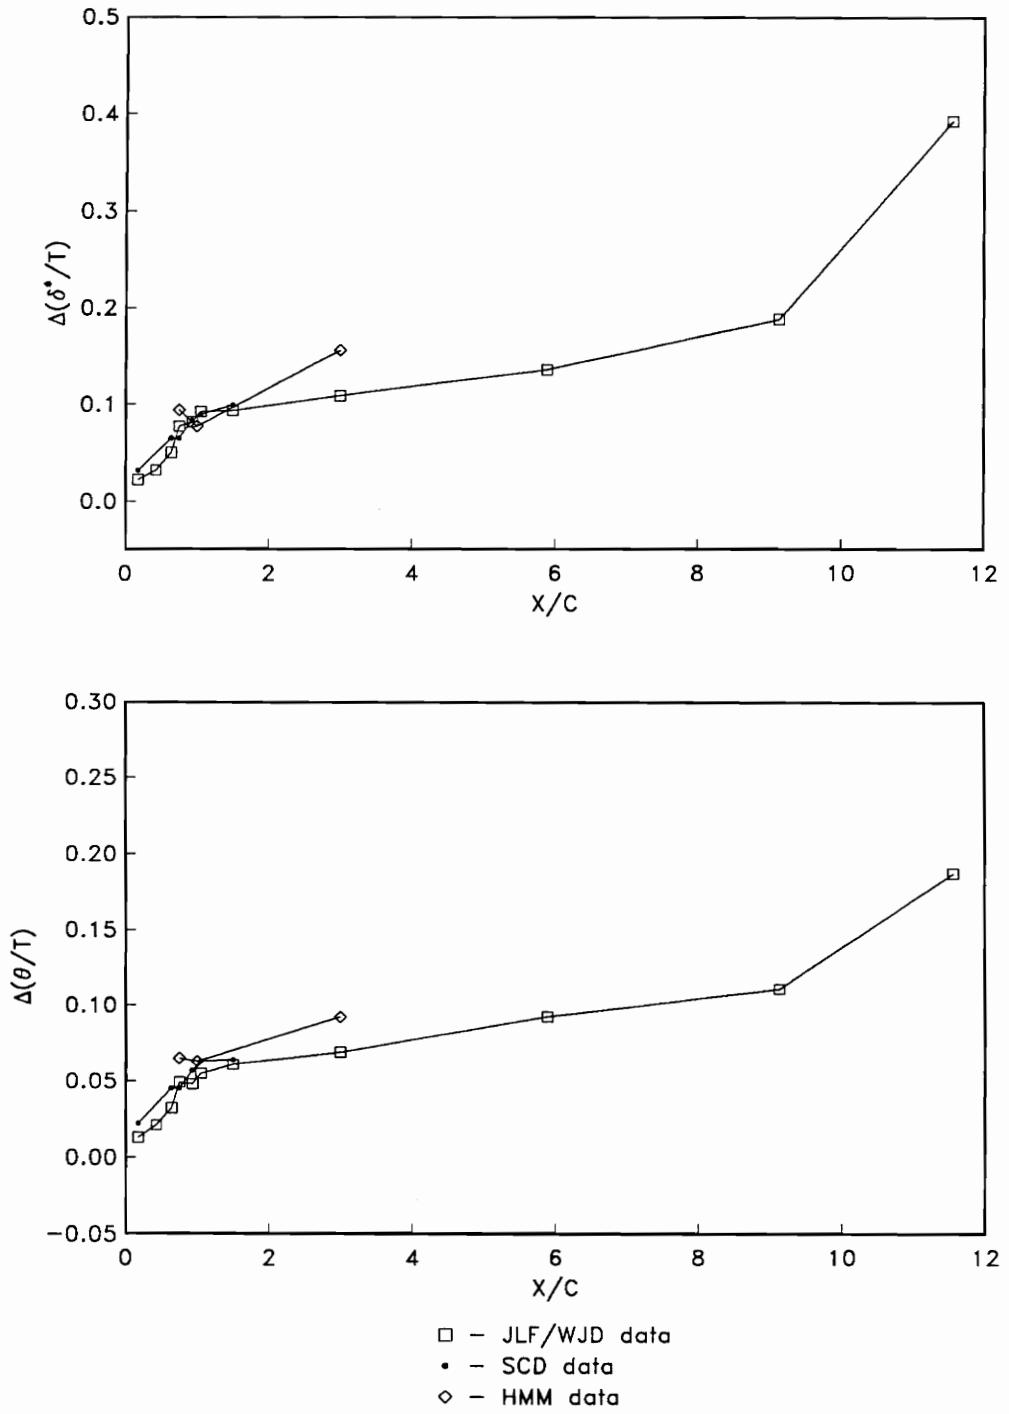 0.5
0.4
0.3
0.2
0.1
0.0
Δ(δ*/T)
0 2 4 6 8 10 12
X/C
0.30
0.25
0.20
0.15
0.10
0.05
0.00
−0.05
Δ(θ/T)
0 2 4 6 8 10 12
X/C
□ − JLF/WJD data
• − SCD data
◇ − HMM data